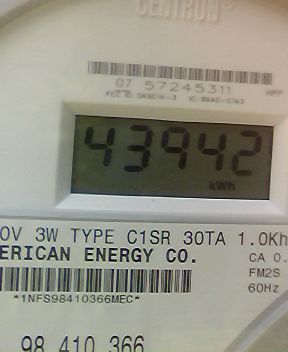 CENTRON®
07 57245311
43942
kWh
0V 3W TYPE C1SR 30TA 1.0Kh
ERICAN ENERGY CO.
CA 0.
FM2S
*1NFS98410366MEC*
60Hz
98 410 366